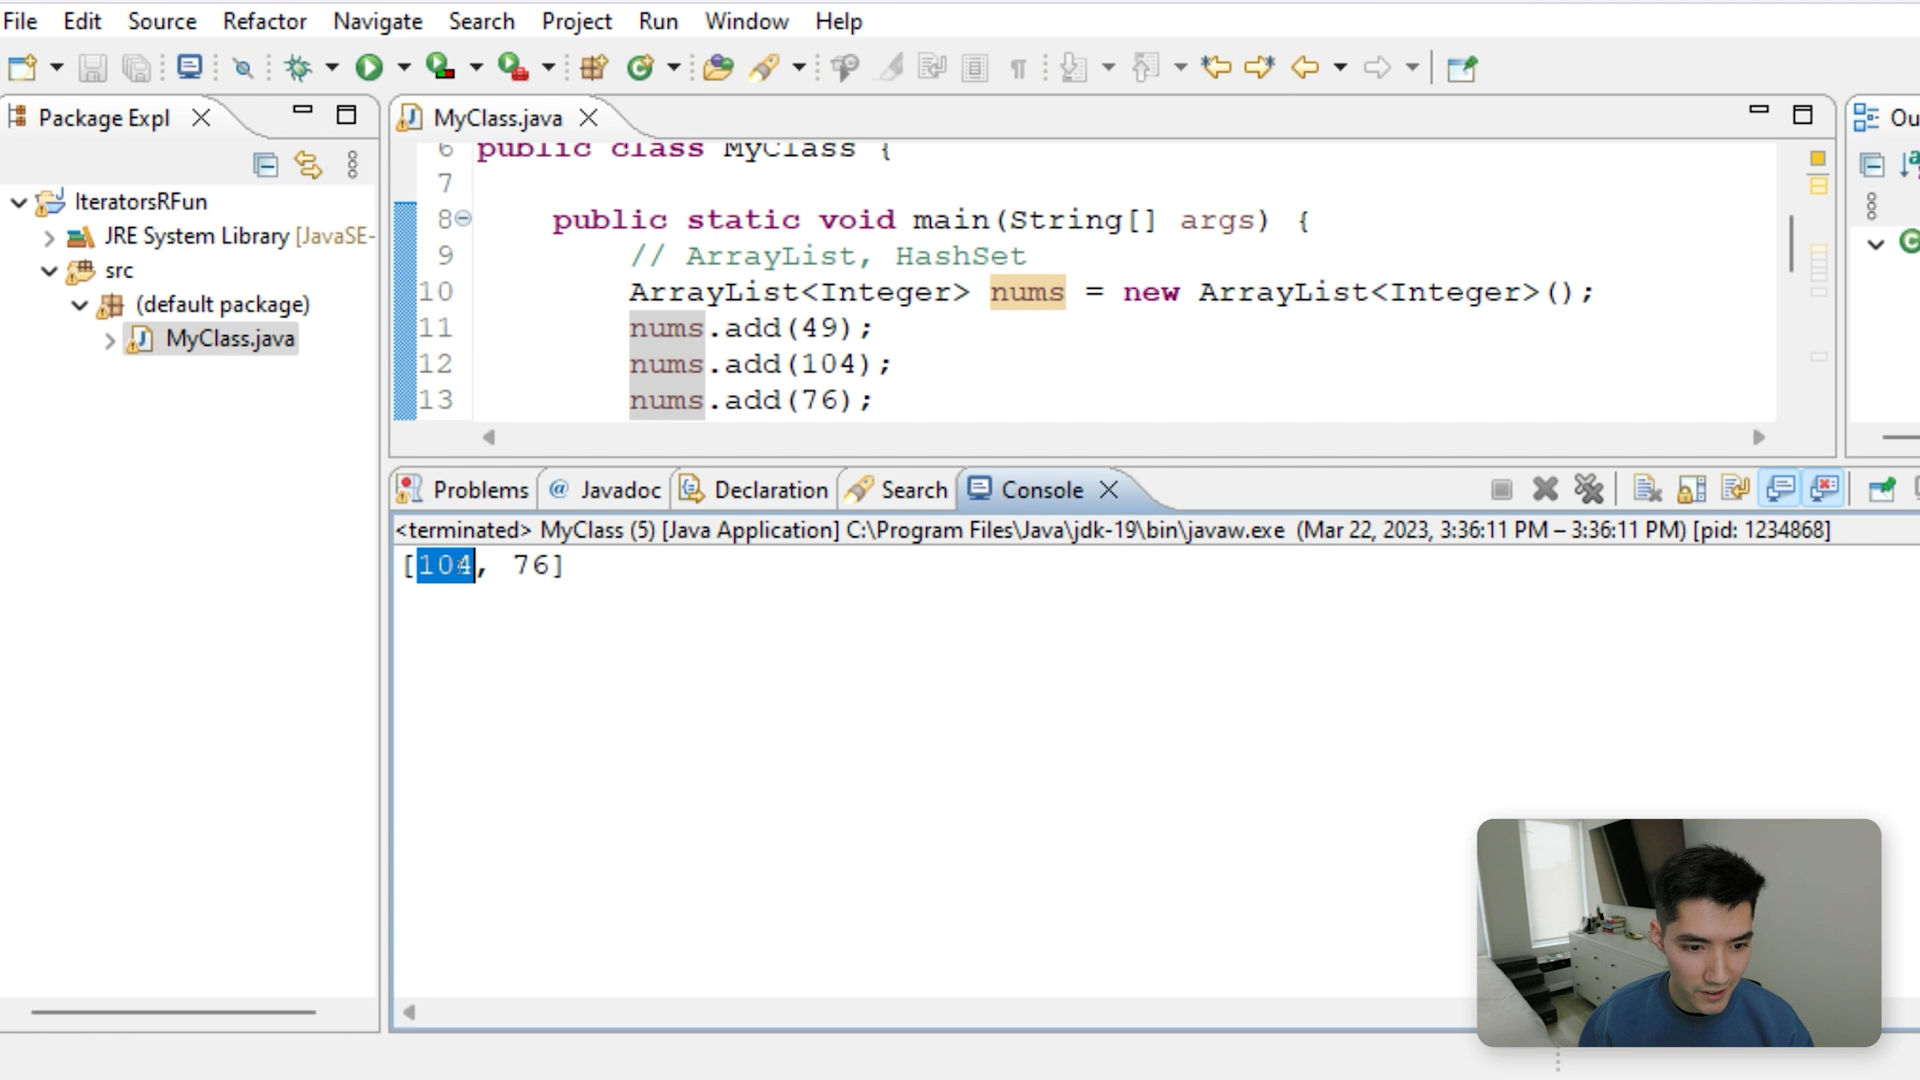 File Edit Source Refactor Navigate Search Project Run Window Help
Package Expl
IteratorsRFun
JRE System Library [JavaSE-
src
(default package)
MyClass.java
MyClass.java
6 public class MyClass {
7
8 public static void main(String[] args) {
9 // ArrayList, HashSet
10 ArrayList<Integer> nums = new ArrayList<Integer>();
11 nums.add(49);
12 nums.add(104);
13 nums.add(76);
Ou
Problems @ Javadoc Declaration Search Console
<terminated> MyClass (5) [Java Application] C:\Program Files\Java\jdk-19\bin\javaw.exe (Mar 22, 2023, 3:36:11 PM – 3:36:11 PM) [pid: 1234868]
[104, 76]